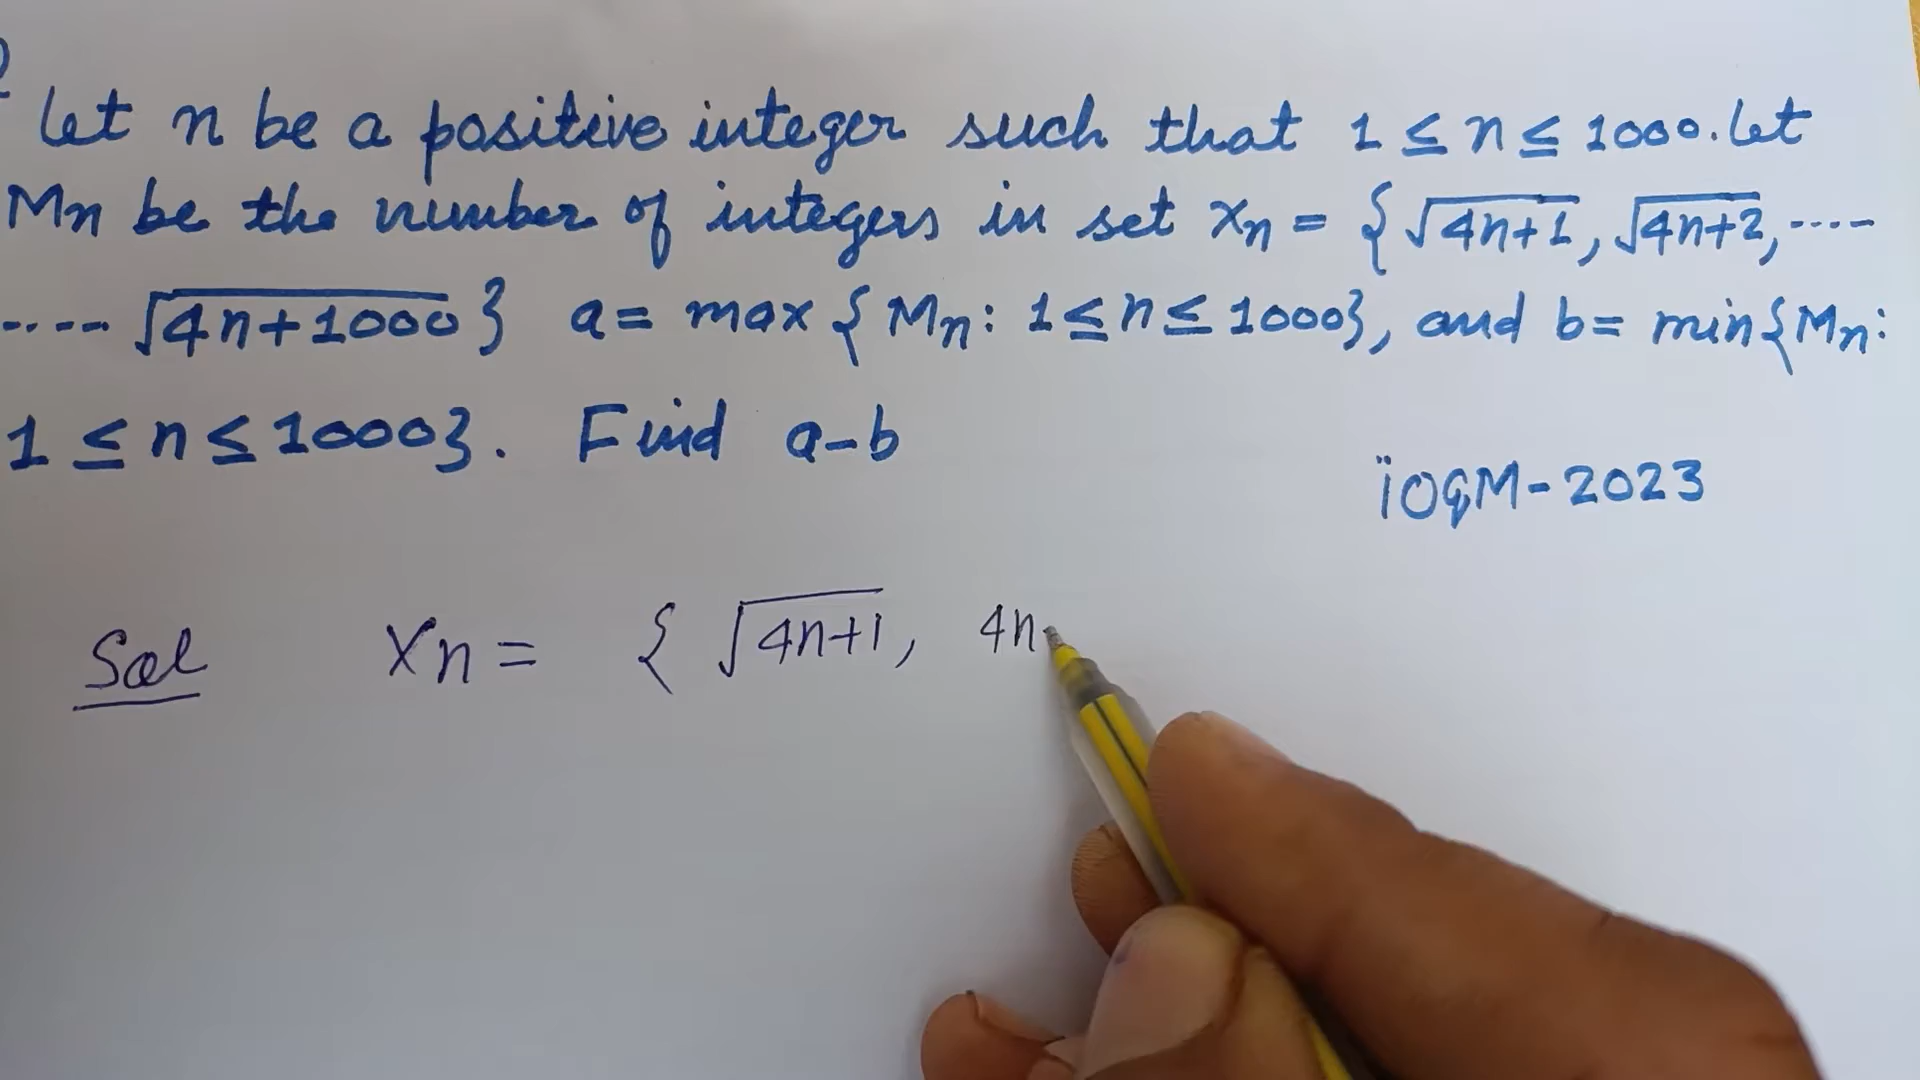 Let n be a positive integer such that 1 ≤ n ≤ 1000. Let
Mn be the number of integers in set xn = { √4n+1, √4n+2, ----
---- √4n+1000 } a = max { Mn: 1 ≤ n ≤ 1000}, and b = min {Mn:
1 ≤ n ≤ 1000}. Find a-b
IOQM-2023
Sol Xn = { √4n+1, 4n